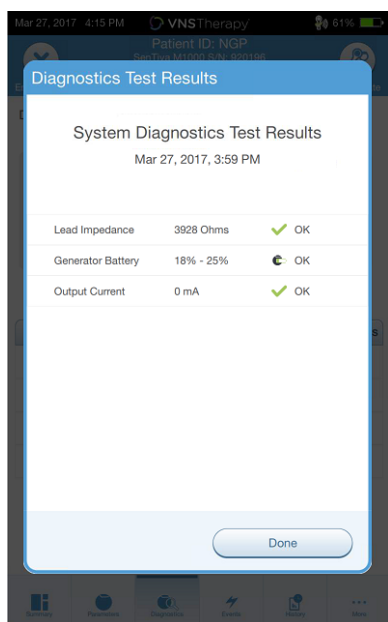 Mar 27, 2017 4:15 PM VNSTherapy 61%
Patient ID: NGP
SenTiva M1000 S/N: 920196
Diagnostics Test Results
System Diagnostics Test Results
Mar 27, 2017, 3:59 PM
Lead Impedance 3928 Ohms OK
Generator Battery 18% - 25% OK
Output Current 0 mA OK
Done
Summary Parameters Diagnostics Events History More